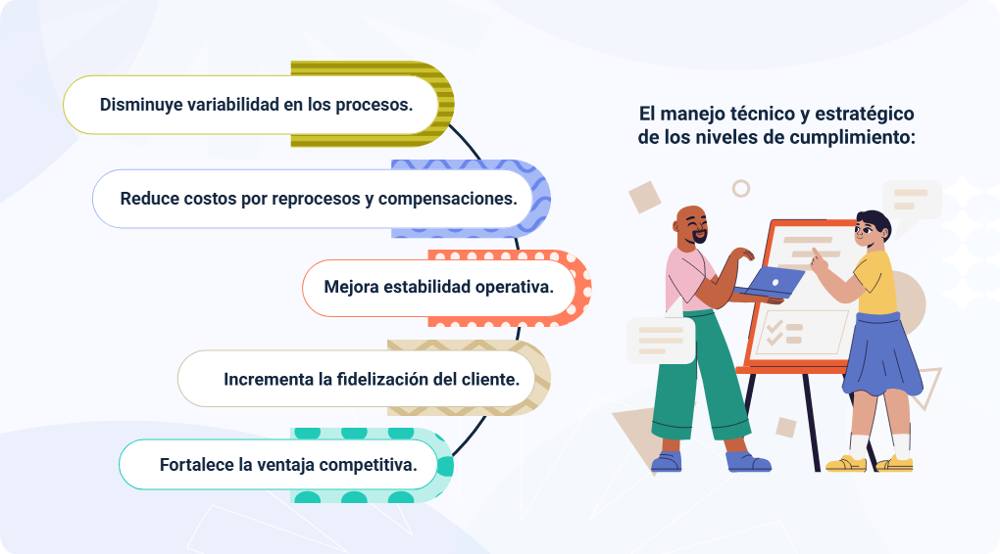 El manejo técnico y estratégico
de los niveles de cumplimiento:
Disminuye variabilidad en los procesos.
Reduce costos por reprocesos y compensaciones.
Mejora estabilidad operativa.
Incrementa la fidelización del cliente.
Fortalece la ventaja competitiva.